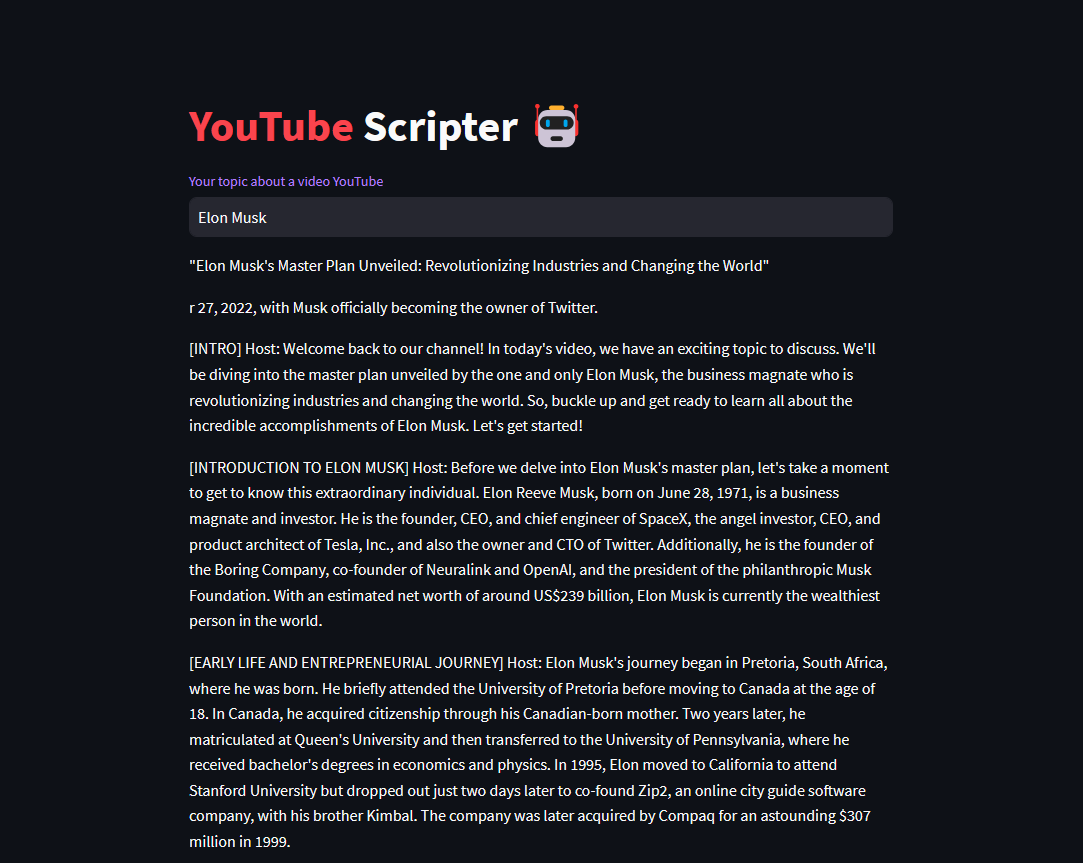 YouTube Scripter
Your topic about a video YouTube
Elon Musk
"Elon Musk's Master Plan Unveiled: Revolutionizing Industries and Changing the World"
r 27, 2022, with Musk officially becoming the owner of Twitter.
[INTRO] Host: Welcome back to our channel! In today's video, we have an exciting topic to discuss. We'll
be diving into the master plan unveiled by the one and only Elon Musk, the business magnate who is
revolutionizing industries and changing the world. So, buckle up and get ready to learn all about the
incredible accomplishments of Elon Musk. Let's get started!
[INTRODUCTION TO ELON MUSK] Host: Before we delve into Elon Musk's master plan, let's take a moment
to get to know this extraordinary individual. Elon Reeve Musk, born on June 28, 1971, is a business
magnate and investor. He is the founder, CEO, and chief engineer of SpaceX, the angel investor, CEO, and
product architect of Tesla, Inc., and also the owner and CTO of Twitter. Additionally, he is the founder of
the Boring Company, co-founder of Neuralink and OpenAI, and the president of the philanthropic Musk
Foundation. With an estimated net worth of around US$239 billion, Elon Musk is currently the wealthiest
person in the world.
[EARLY LIFE AND ENTREPRENEURIAL JOURNEY] Host: Elon Musk's journey began in Pretoria, South Africa,
where he was born. He briefly attended the University of Pretoria before moving to Canada at the age of
18. In Canada, he acquired citizenship through his Canadian-born mother. Two years later, he
matriculated at Queen's University and then transferred to the University of Pennsylvania, where he
received bachelor's degrees in economics and physics. In 1995, Elon moved to California to attend
Stanford University but dropped out just two days later to co-found Zip2, an online city guide software
company, with his brother Kimbal. The company was later acquired by Compaq for an astounding $307
million in 1999.